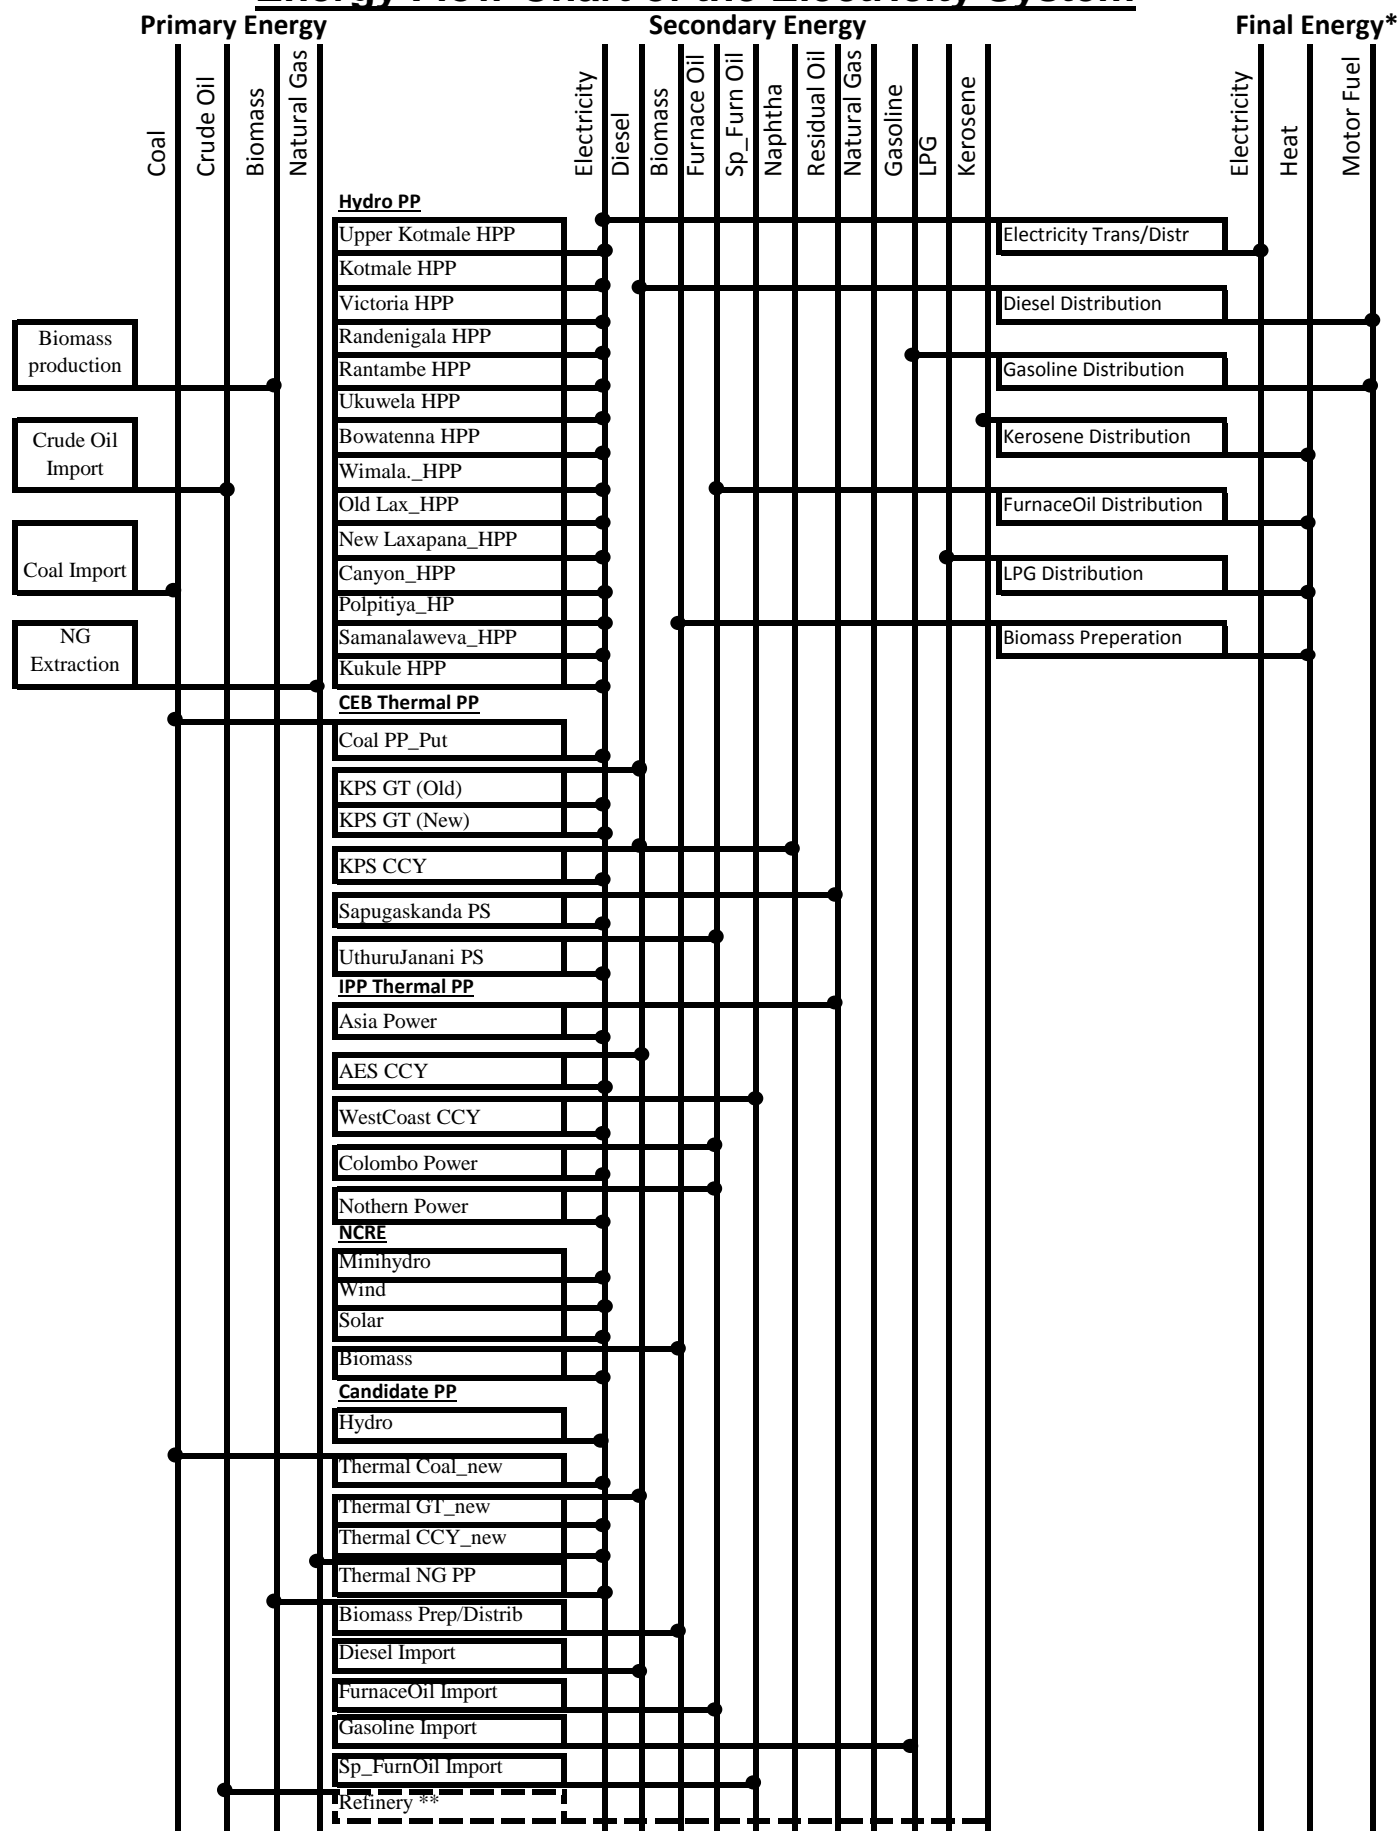 Energy Flow Chart of the Electricity System
Primary Energy
Secondary Energy
Final Energy*
Coal
Crude Oil
Biomass
Natural Gas
Electricity
Diesel
Biomass
Furnace Oil
Sp_Furn Oil
Naphtha
Residual Oil
Natural Gas
Gasoline
LPG
Kerosene
Electricity
Heat
Motor Fuel
Biomass
production
Crude Oil
Import
Coal Import
NG
Extraction
Hydro PP
Upper Kotmale HPP
Kotmale HPP
Victoria HPP
Randenigala HPP
Rantambe HPP
Ukuwela HPP
Bowatenna HPP
Wimala._HPP
Old Lax_HPP
New Laxapana_HPP
Canyon_HPP
Polpitiya_HP
Samanalaweva_HPP
Kukule HPP
CEB Thermal PP
Coal PP_Put
KPS GT (Old)
KPS GT (New)
KPS CCY
Sapugaskanda PS
UthuruJanani PS
IPP Thermal PP
Asia Power
AES CCY
WestCoast CCY
Colombo Power
Nothern Power
NCRE
Minihydro
Wind
Solar
Biomass
Candidate PP
Hydro
Thermal Coal_new
Thermal GT_new
Thermal CCY_new
Thermal NG PP
Biomass Prep/Distrib
Diesel Import
FurnaceOil Import
Gasoline Import
Sp_FurnOil Import
Refinery **
Electricity Trans/Distr
Diesel Distribution
Gasoline Distribution
Kerosene Distribution
FurnaceOil Distribution
LPG Distribution
Biomass Preperation